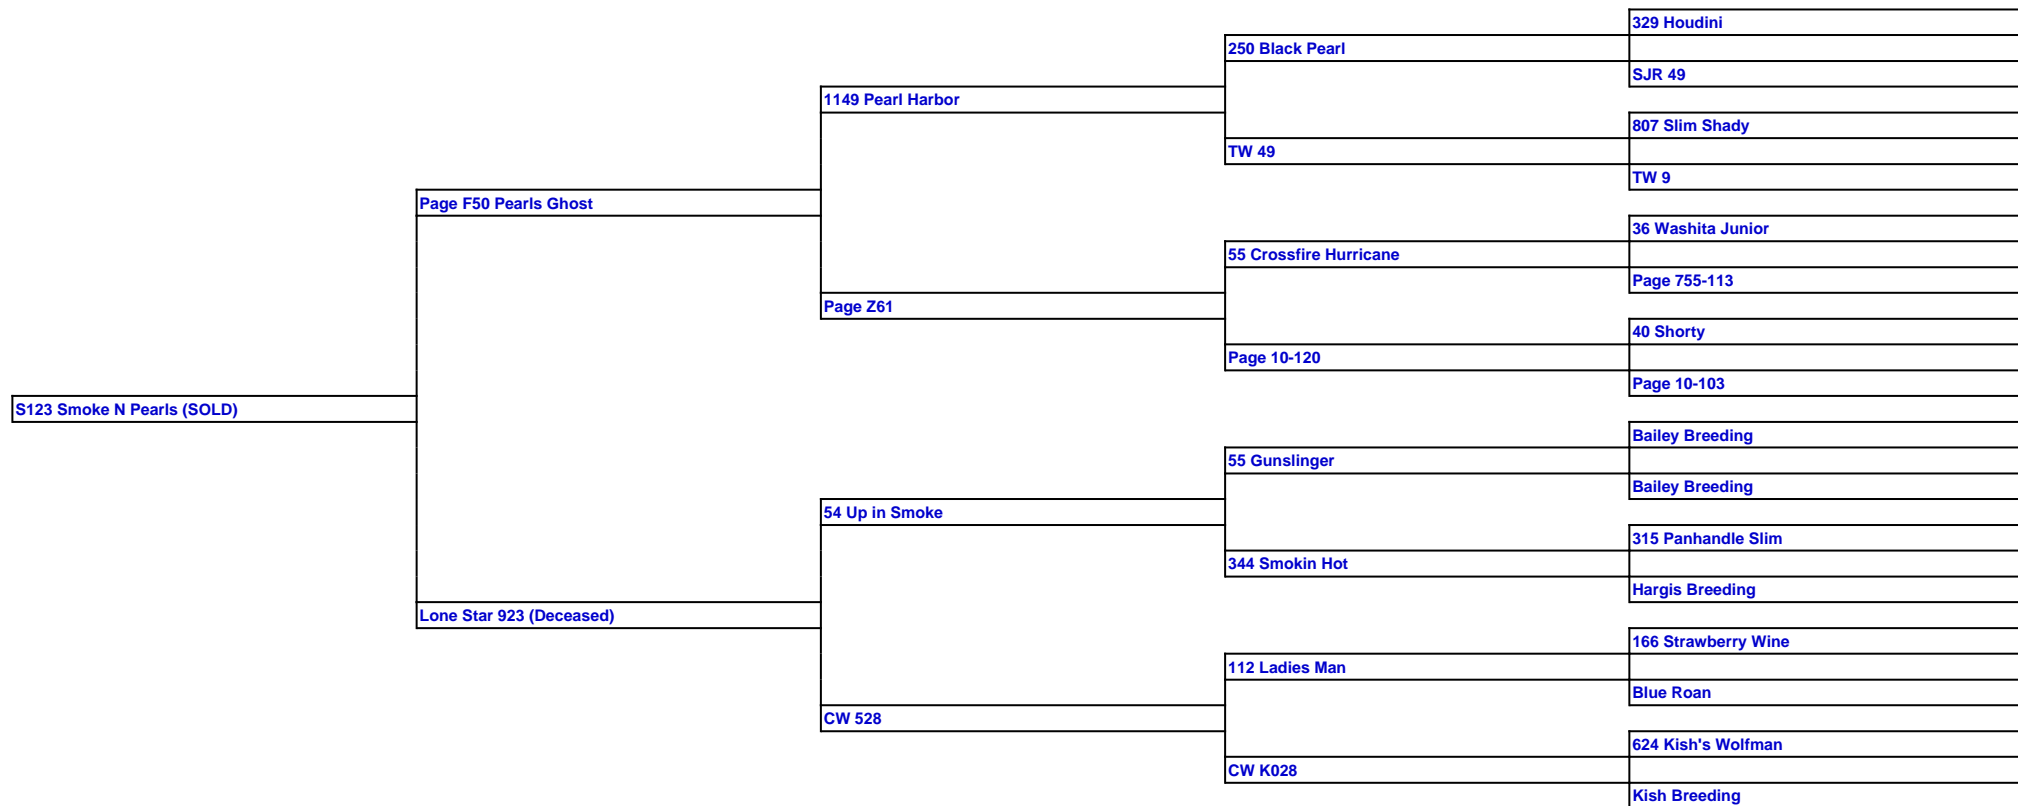 329 Houdini
250 Black Pearl
SJR 49
1149 Pearl Harbor
807 Slim Shady
TW 49
TW 9
Page F50 Pearls Ghost
36 Washita Junior
55 Crossfire Hurricane
Page 755-113
Page Z61
40 Shorty
Page 10-120
Page 10-103
S123 Smoke N Pearls (SOLD)
Bailey Breeding
55 Gunslinger
Bailey Breeding
54 Up in Smoke
315 Panhandle Slim
344 Smokin Hot
Hargis Breeding
Lone Star 923 (Deceased)
166 Strawberry Wine
112 Ladies Man
Blue Roan
CW 528
624 Kish's Wolfman
CW K028
Kish Breeding